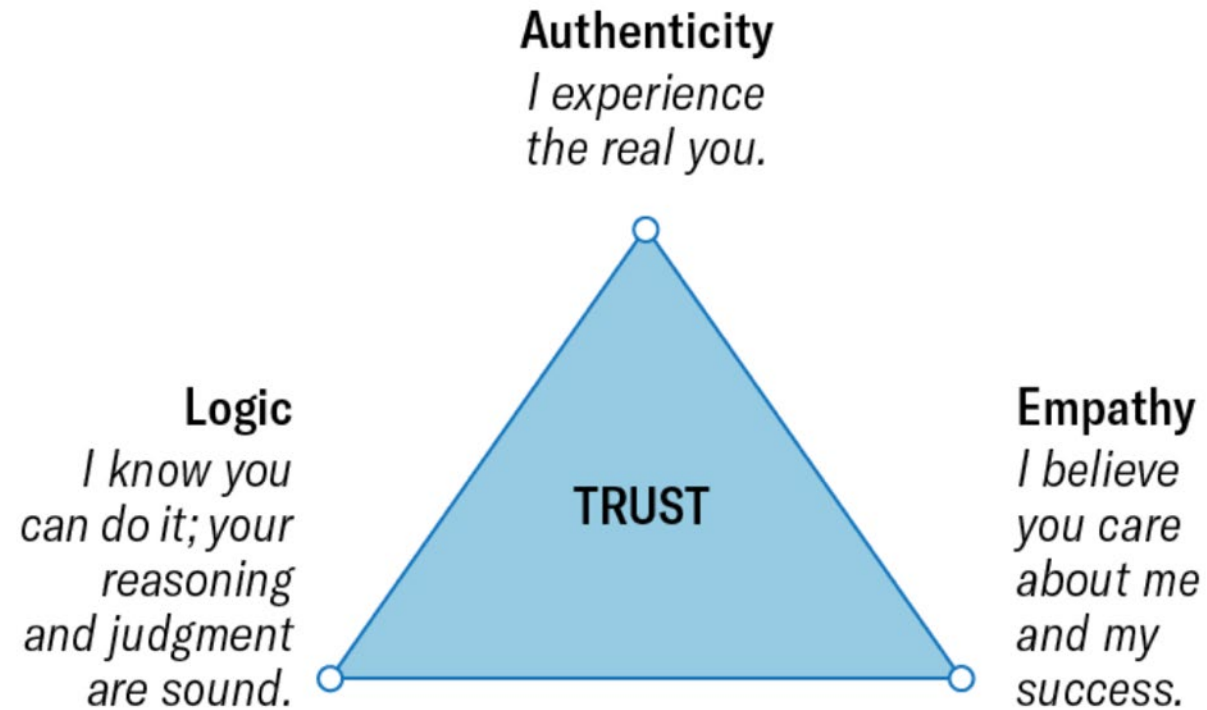 Authenticity
I experience
the real you.
Logic
I know you
can do it; your
reasoning
and judgment
are sound.
TRUST
Empathy
I believe
you care
about me
and my
success.